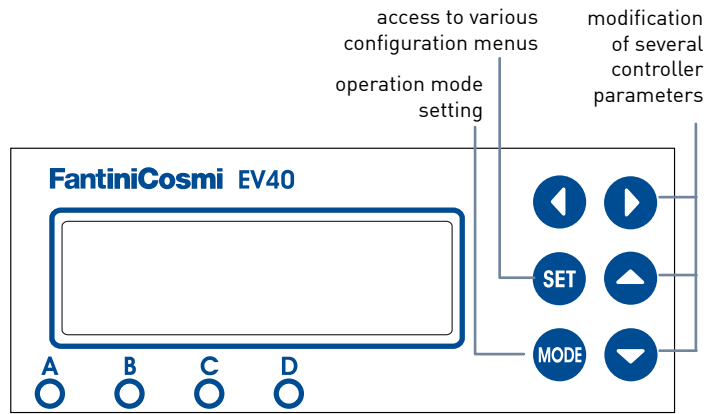 access to various
configuration menus
modification
of several
controller
parameters
operation mode
setting
FantiniCosmi EV40
SET
MODE
A B C D